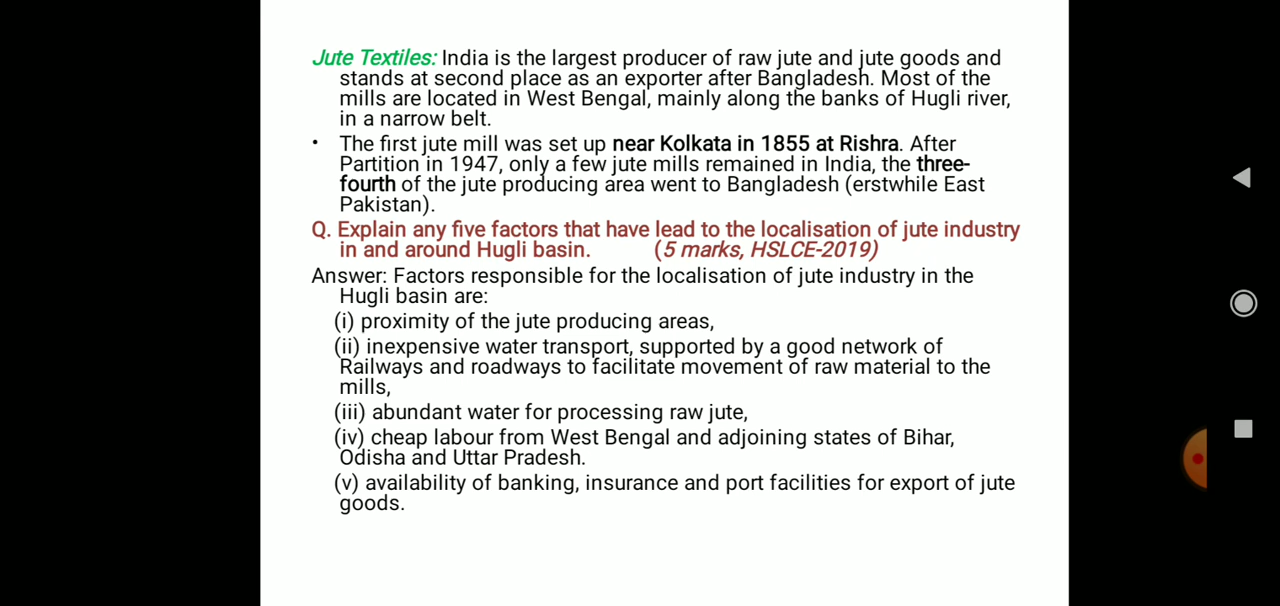 Jute Textiles: India is the largest producer of raw jute and jute goods and
stands at second place as an exporter after Bangladesh. Most of the
mills are located in West Bengal, mainly along the banks of Hugli river,
in a narrow belt.
• The first jute mill was set up near Kolkata in 1855 at Rishra. After
Partition in 1947, only a few jute mills remained in India, the three-
fourth of the jute producing area went to Bangladesh (erstwhile East
Pakistan).
Q. Explain any five factors that have lead to the localisation of jute industry
in and around Hugli basin. (5 marks, HSLCE-2019)
Answer: Factors responsible for the localisation of jute industry in the
Hugli basin are:
(i) proximity of the jute producing areas,
(ii) inexpensive water transport, supported by a good network of
Railways and roadways to facilitate movement of raw material to the
mills,
(iii) abundant water for processing raw jute,
(iv) cheap labour from West Bengal and adjoining states of Bihar,
Odisha and Uttar Pradesh.
(v) availability of banking, insurance and port facilities for export of jute
goods.